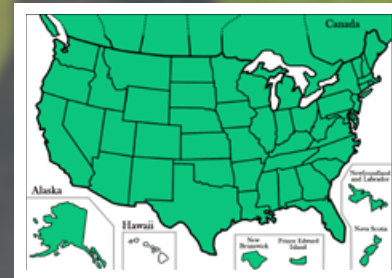 Canada
Newfoundland
and Labrador
Alaska
Hawaii
New
Brunswick
Prince Edward
Island
Nova Scotia